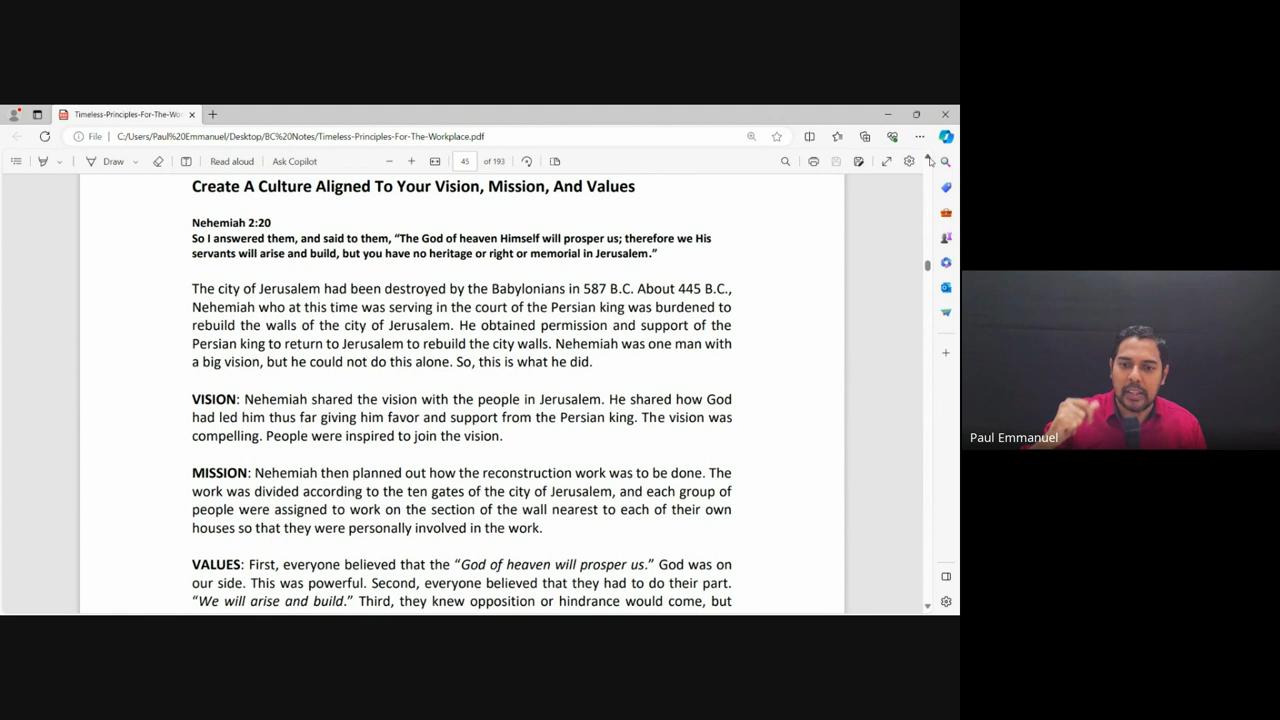 Timeless-Principles-For-The-Wor
File C:/Users/Paul%20Emmanuel/Desktop/BC%20Notes/Timeless-Principles-For-The-Workplace.pdf
Draw Read aloud Ask Copilot 45 of 193
Create A Culture Aligned To Your Vision, Mission, And Values
Nehemiah 2:20
So I answered them, and said to them, “The God of heaven Himself will prosper us; therefore we His
servants will arise and build, but you have no heritage or right or memorial in Jerusalem.”
The city of Jerusalem had been destroyed by the Babylonians in 587 B.C. About 445 B.C.,
Nehemiah who at this time was serving in the court of the Persian king was burdened to
rebuild the walls of the city of Jerusalem. He obtained permission and support of the
Persian king to return to Jerusalem to rebuild the city walls. Nehemiah was one man with
a big vision, but he could not do this alone. So, this is what he did.
VISION: Nehemiah shared the vision with the people in Jerusalem. He shared how God
had led him thus far giving him favor and support from the Persian king. The vision was
compelling. People were inspired to join the vision.
MISSION: Nehemiah then planned out how the reconstruction work was to be done. The
work was divided according to the ten gates of the city of Jerusalem, and each group of
people were assigned to work on the section of the wall nearest to each of their own
houses so that they were personally involved in the work.
VALUES: First, everyone believed that the “God of heaven will prosper us.” God was on
our side. This was powerful. Second, everyone believed that they had to do their part.
“We will arise and build.” Third, they knew opposition or hindrance would come, but
Paul Emmanuel